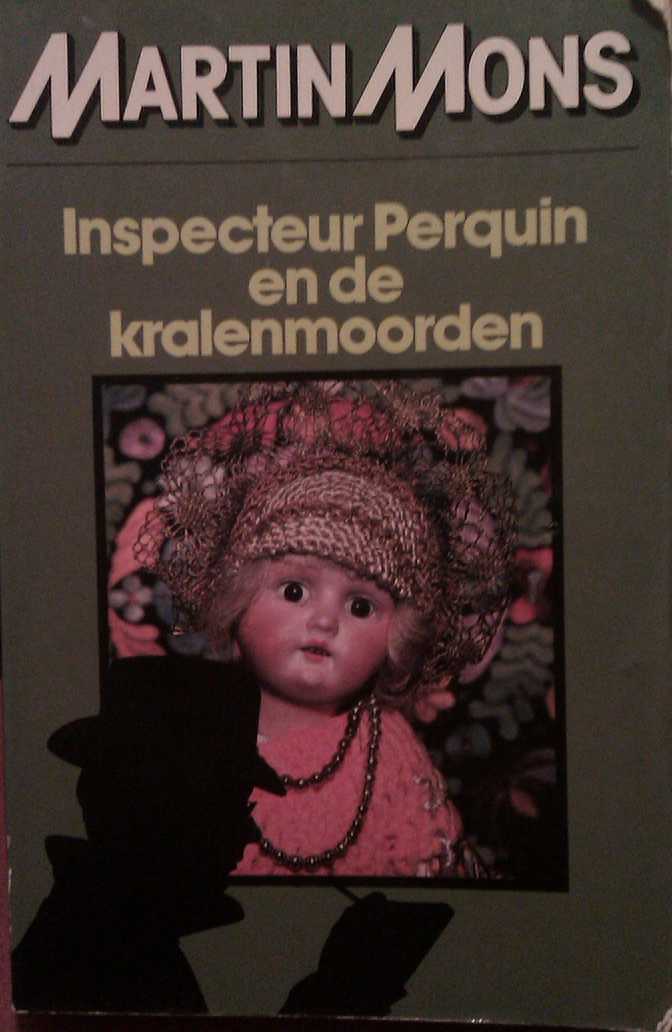 MARTIN MONS
Inspecteur Perquin
en de
kralenmoorden